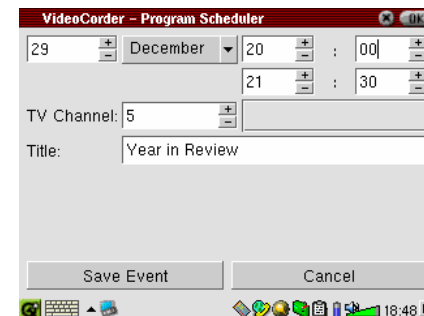 VideoCorder – Program Scheduler OK
29 + - December 20 + - : 00 + -
21 + - : 30 + -
TV Channel: 5 + -
Title: Year in Review
Save Event Cancel
18:48